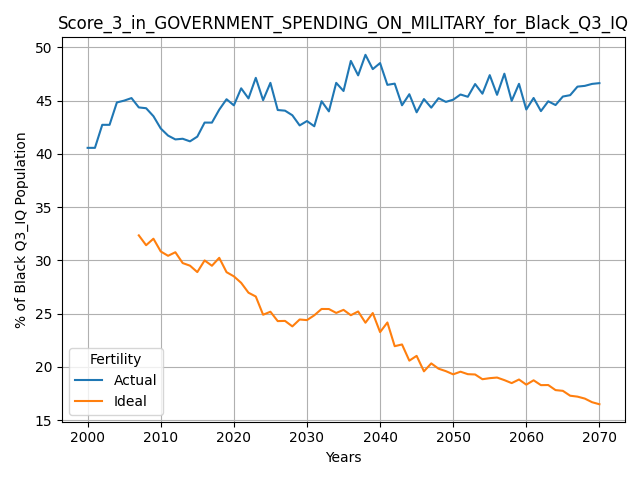 Score_3_in_GOVERNMENT_SPENDING_ON_MILITARY_for_Black_Q3_IQ
50
45
40
35
30
25
20
15
% of Black Q3_IQ Population
Fertility
Actual
Ideal
2000 2010 2020 2030 2040 2050 2060 2070
Years